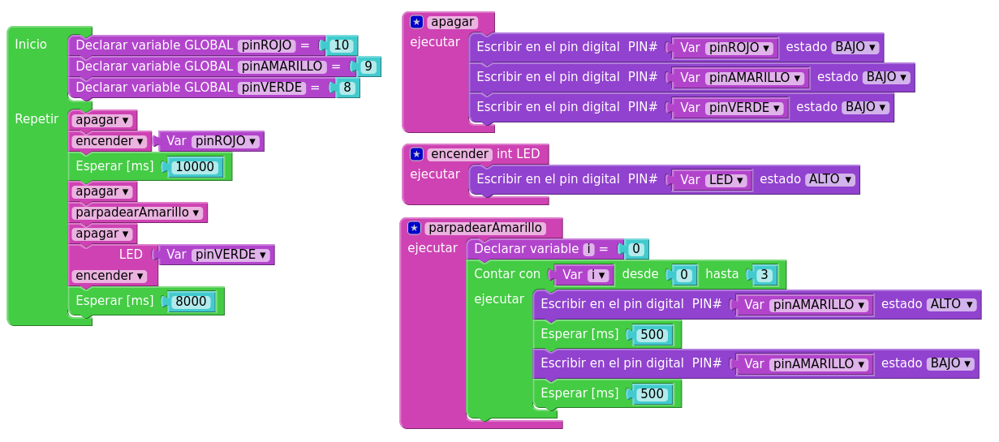 Inicio
Declarar variable GLOBAL pinROJO = 10
Declarar variable GLOBAL pinAMARILLO = 9
Declarar variable GLOBAL pinVERDE = 8
Repetir
apagar ▾
encender ▾ Var pinROJO ▾
Esperar [ms] 10000
apagar ▾
parpadearAmarillo ▾
apagar ▾
LED Var pinVERDE ▾
encender ▾
Esperar [ms] 8000
apagar
ejecutar Escribir en el pin digital PIN# Var pinROJO ▾ estado BAJO ▾
Escribir en el pin digital PIN# Var pinAMARILLO ▾ estado BAJO ▾
Escribir en el pin digital PIN# Var pinVERDE ▾ estado BAJO ▾
encender int LED
ejecutar Escribir en el pin digital PIN# Var LED ▾ estado ALTO ▾
parpadearAmarillo
ejecutar Declarar variable i = 0
Contar con Var i ▾ desde 0 hasta 3
ejecutar Escribir en el pin digital PIN# Var pinAMARILLO ▾ estado ALTO ▾
Esperar [ms] 500
Escribir en el pin digital PIN# Var pinAMARILLO ▾ estado BAJO ▾
Esperar [ms] 500